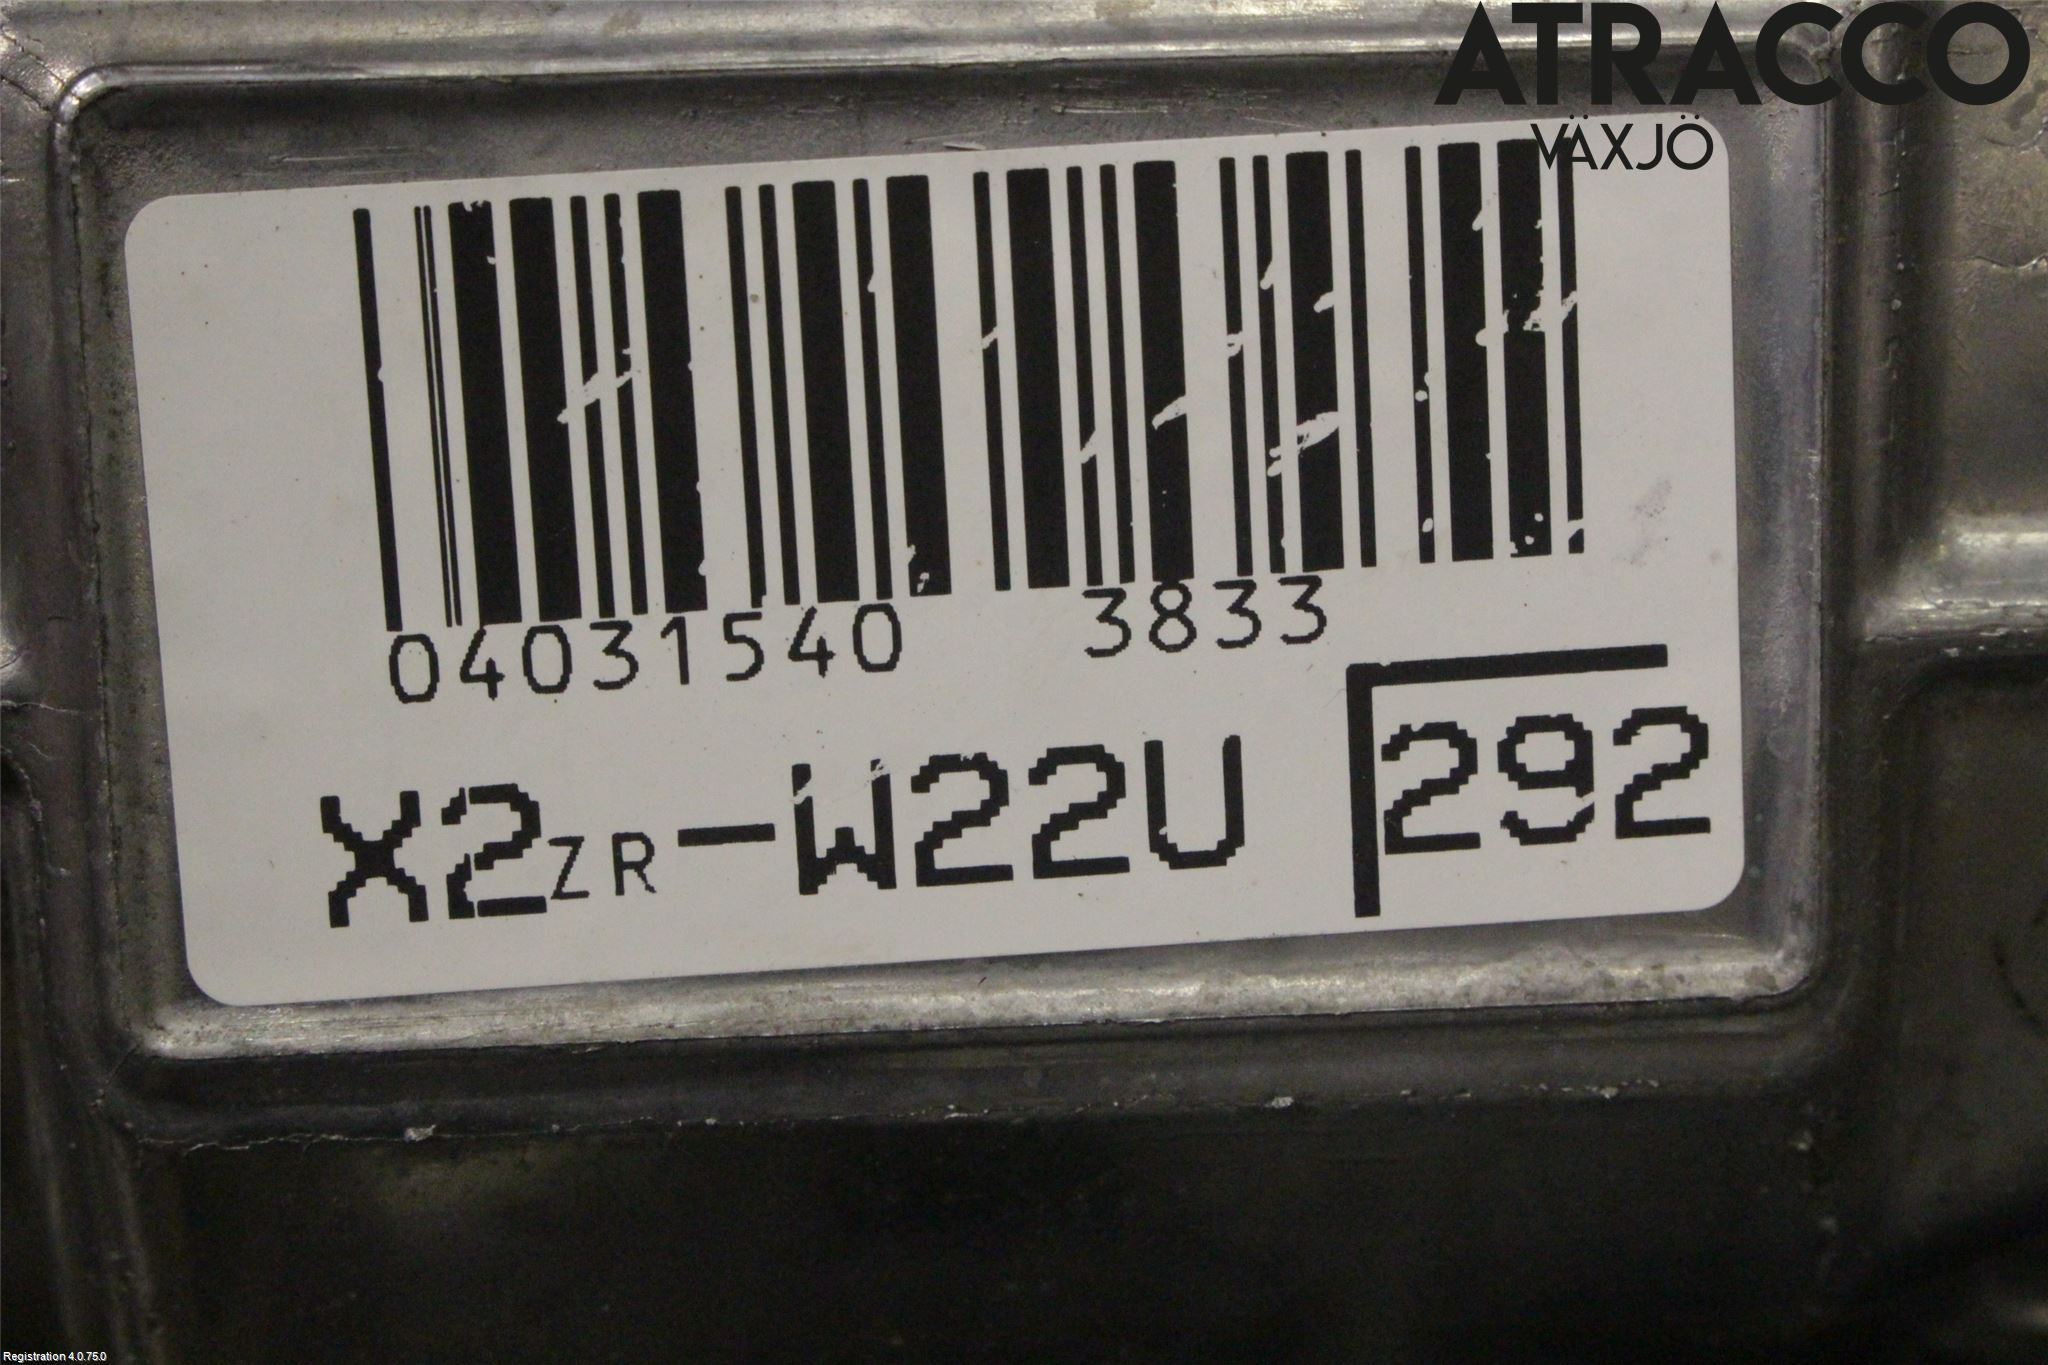 ATRACCO
VÄXJÖ
04031540 3833
X2ZR-W22U 292
Registration 4.0.75.0